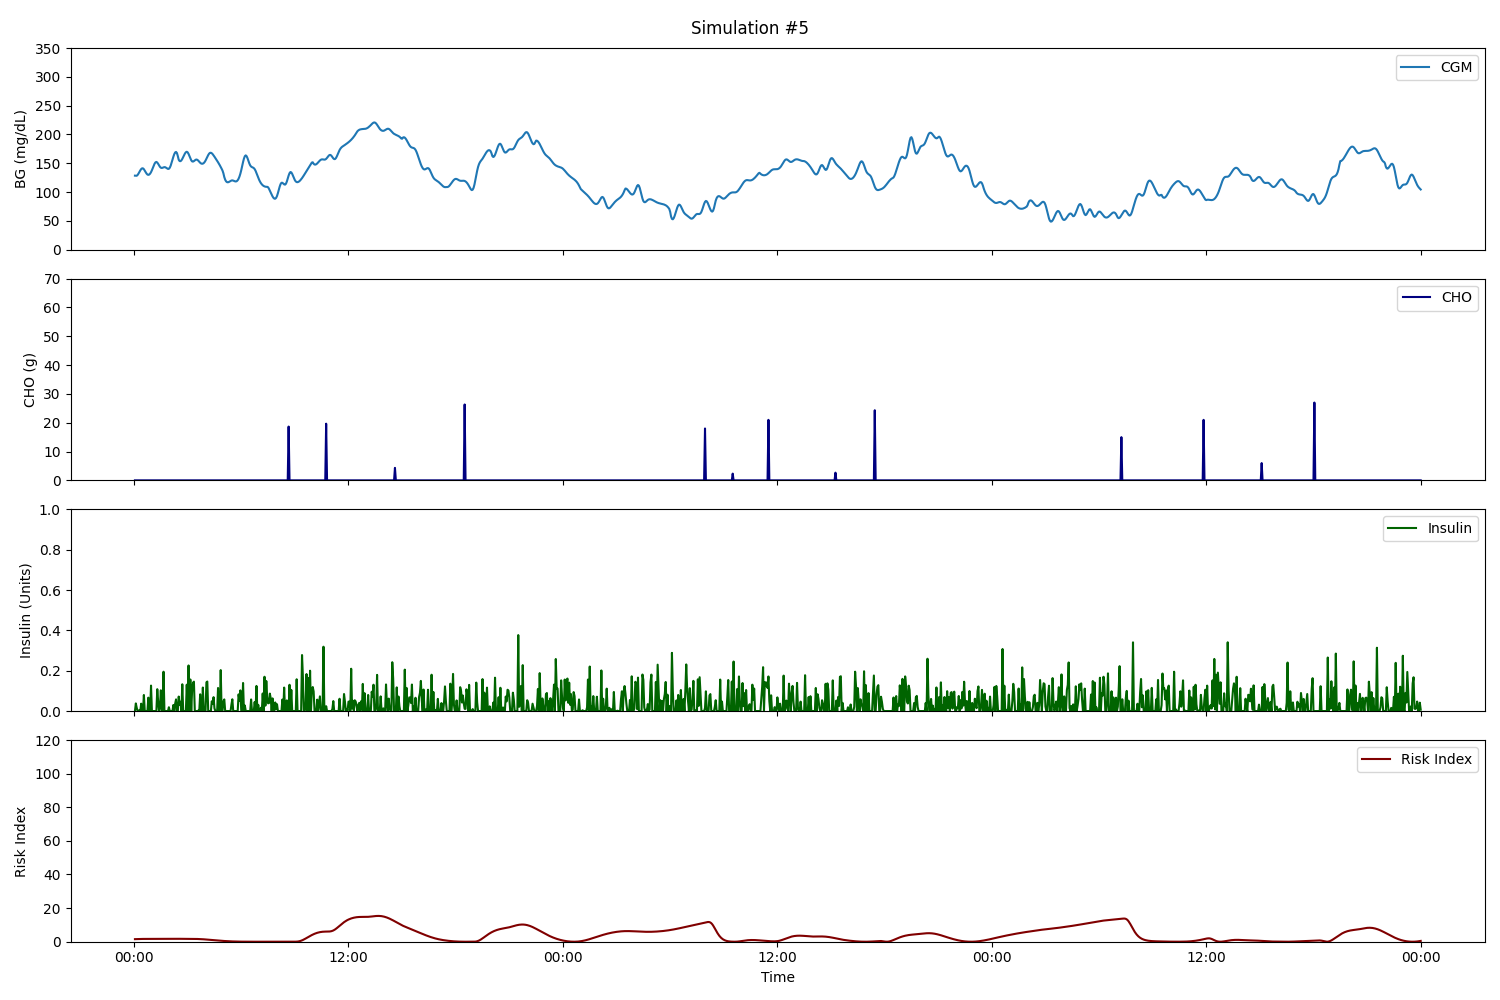 Simulation #5
350
300
250
200
150
100
50
0
BG (mg/dL)
CGM
70
60
50
40
30
20
10
0
CHO (g)
CHO
1.0
0.8
0.6
0.4
0.2
0.0
Insulin (Units)
Insulin
120
100
80
60
40
20
0
Risk Index
Risk Index
00:00 12:00 00:00 12:00 00:00 12:00 00:00
Time